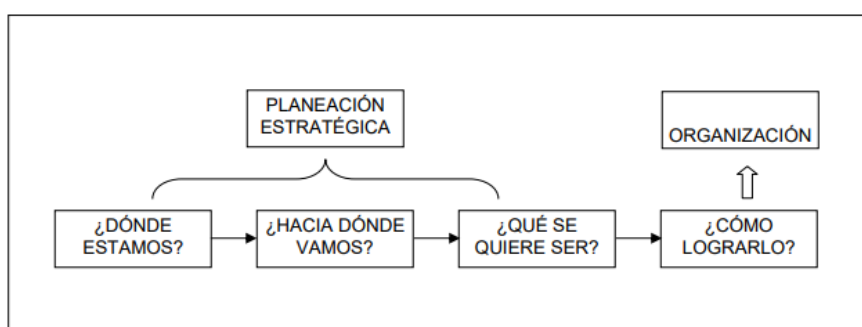 PLANEACIÓN
ESTRATÉGICA
ORGANIZACIÓN
¿DÓNDE
ESTAMOS?
¿HACIA DÓNDE
VAMOS?
¿QUÉ SE
QUIERE SER?
¿CÓMO
LOGRARLO?